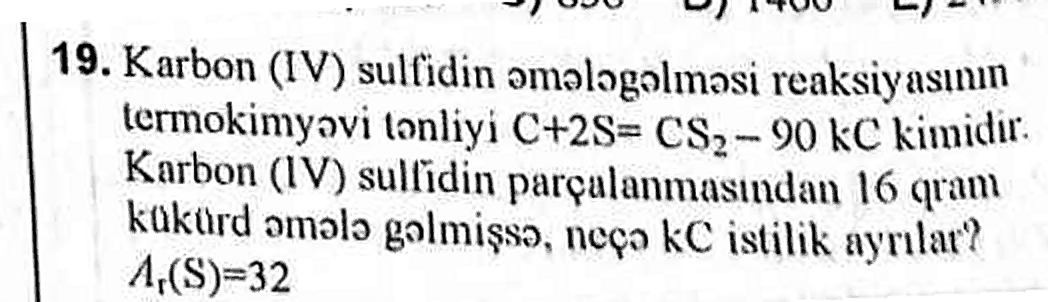 19. Karbon (IV) sulfidin əmələgəlməsi reaksiyasının
termokimyəvi tənliyi C+2S= CS₂ – 90 kC kimidir.
Karbon (IV) sulfidin parçalanmasından 16 qram
kükürd əmələ gəlmişsə, neçə kC istilik ayrılar?
Aᵣ(S)=32